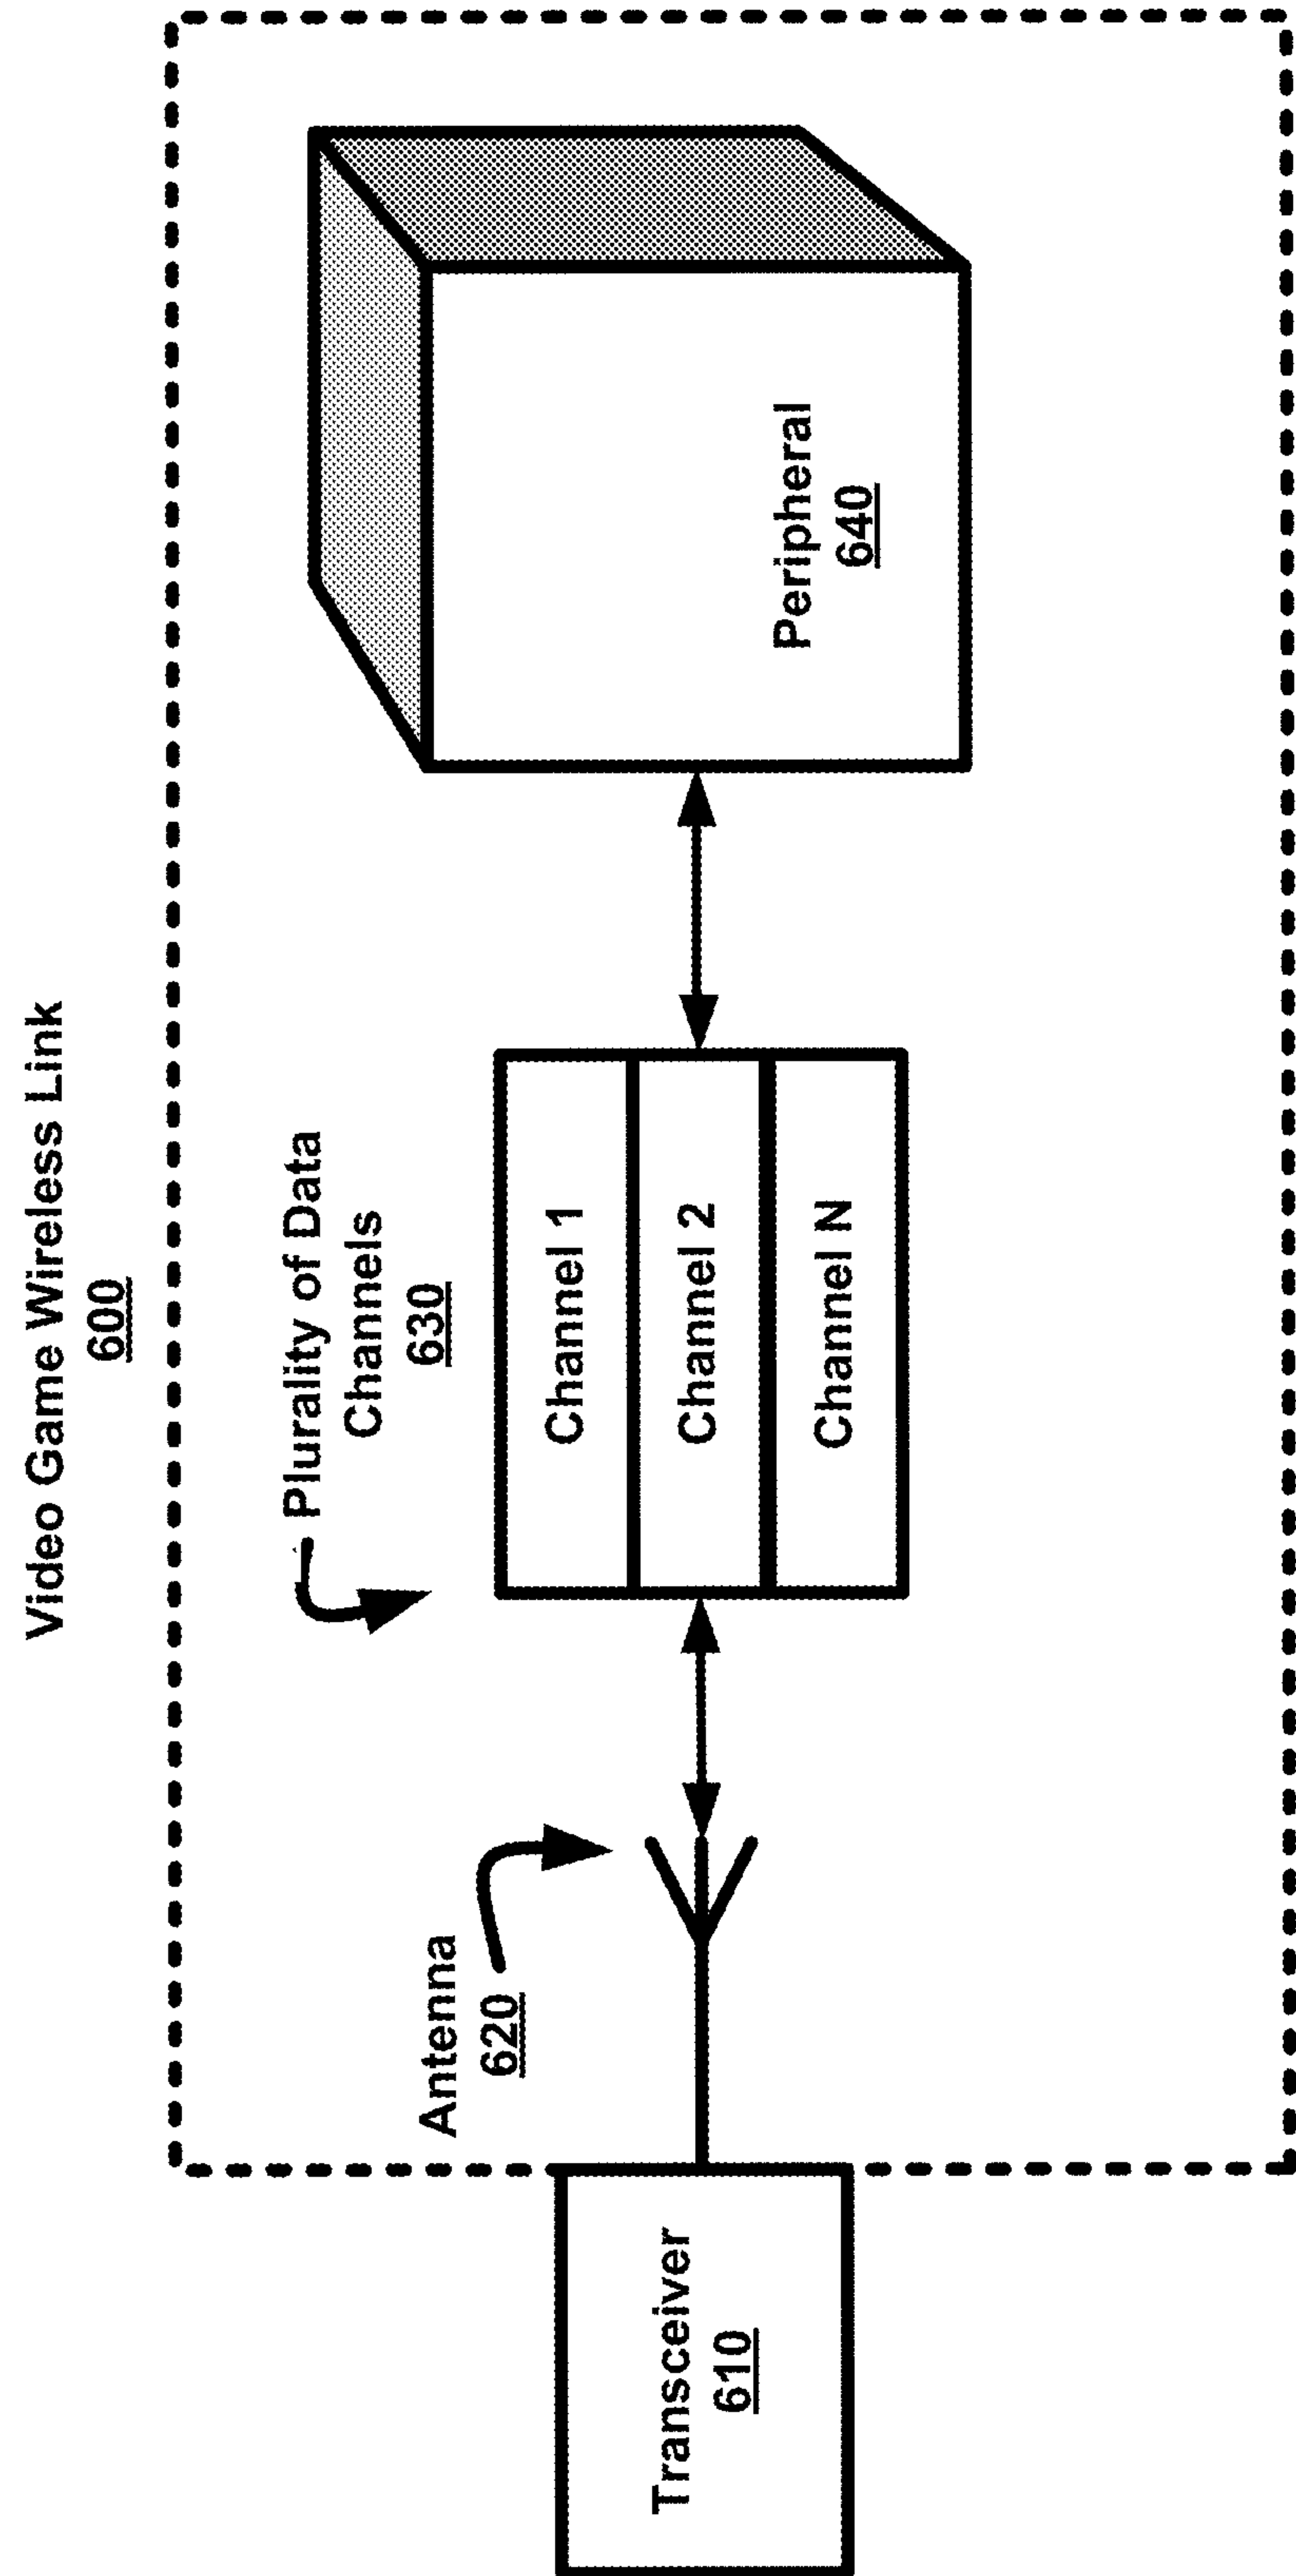 Video Game Wireless Link
600
Plurality of Data
Channels
630
Antenna
620
Transceiver
610
Channel 1
Channel 2
Channel N
Peripheral
640